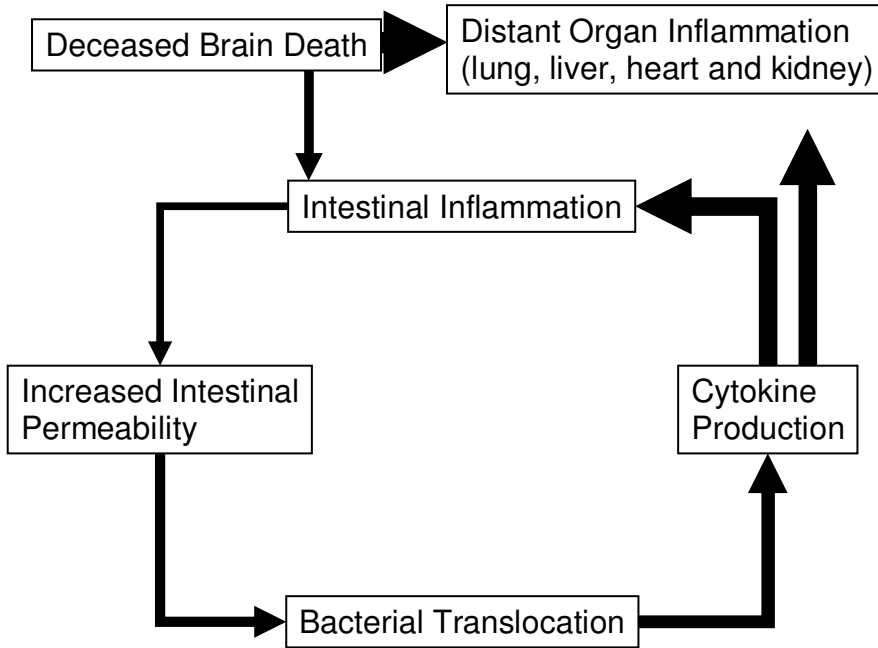 Deceased Brain Death
Distant Organ Inflammation
(lung, liver, heart and kidney)
Intestinal Inflammation
Increased Intestinal
Permeability
Cytokine
Production
Bacterial Translocation